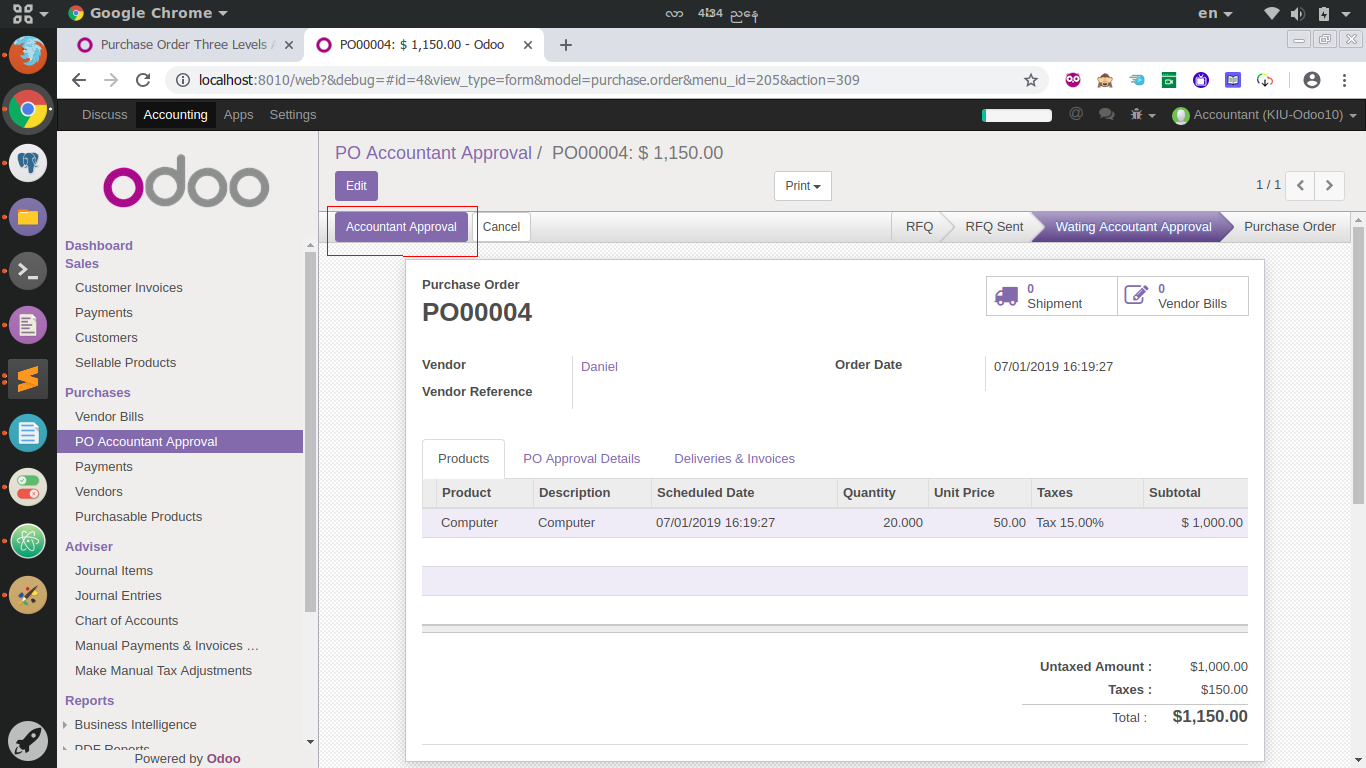 Google Chrome
လာ 4:34 ညနေ
en
Purchase Order Three Levels A
PO00004: $ 1,150.00 - Odoo
localhost:8010/web?&debug=#id=4&view_type=form&model=purchase.order&menu_id=205&action=309
Discuss Accounting Apps Settings
@ Accountant (KIU-Odoo10)
odoo
Dashboard
Sales
Customer Invoices
Payments
Customers
Sellable Products
Purchases
Vendor Bills
PO Accountant Approval
Payments
Vendors
Purchasable Products
Adviser
Journal Items
Journal Entries
Chart of Accounts
Manual Payments & Invoices …
Make Manual Tax Adjustments
Reports
Business Intelligence
PDF Reports
Powered by Odoo
PO Accountant Approval / PO00004: $ 1,150.00
Edit Print 1 / 1
Accountant Approval Cancel RFQ RFQ Sent Wating Accoutant Approval Purchase Order
Purchase Order
PO00004
0 Shipment
0 Vendor Bills
Vendor Daniel Order Date 07/01/2019 16:19:27
Vendor Reference
Products PO Approval Details Deliveries & Invoices
Product Description Scheduled Date Quantity Unit Price Taxes Subtotal
Computer Computer 07/01/2019 16:19:27 20.000 50.00 Tax 15.00% $ 1,000.00
Untaxed Amount : $1,000.00
Taxes : $150.00
Total : $1,150.00